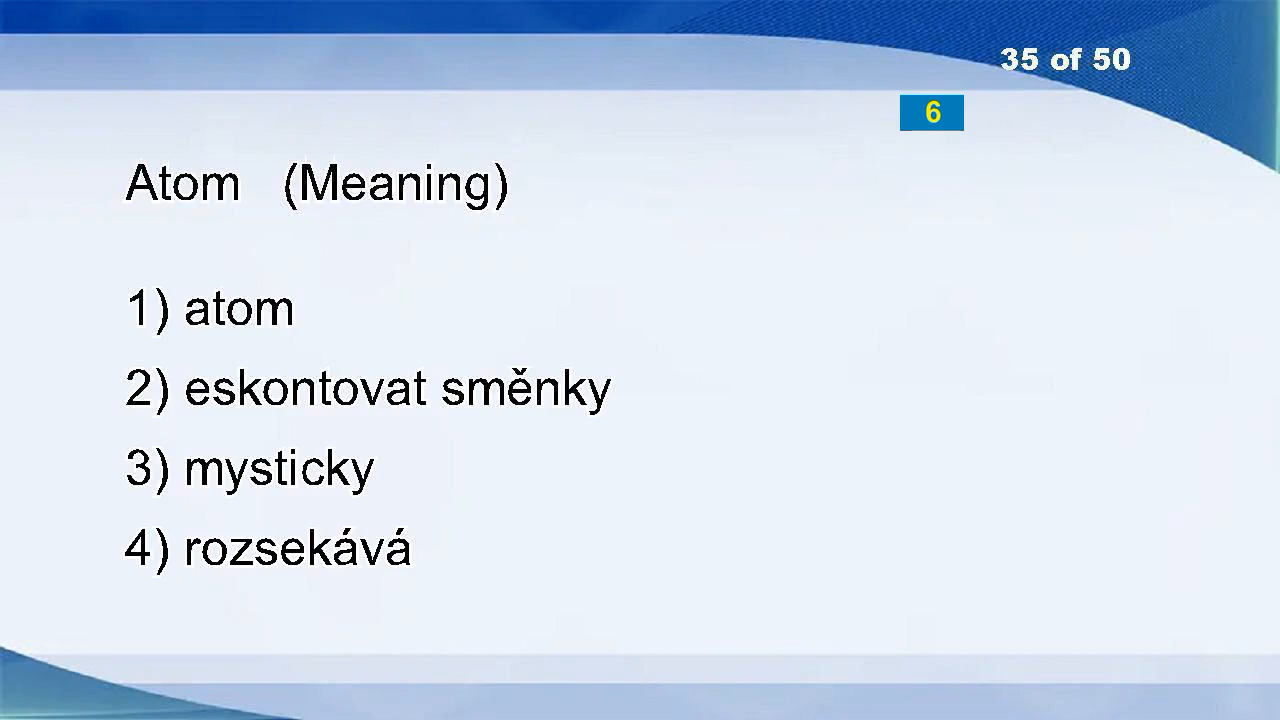 35 of 50
6
Atom (Meaning)
1) atom
2) eskontovat směnky
3) mysticky
4) rozsekává